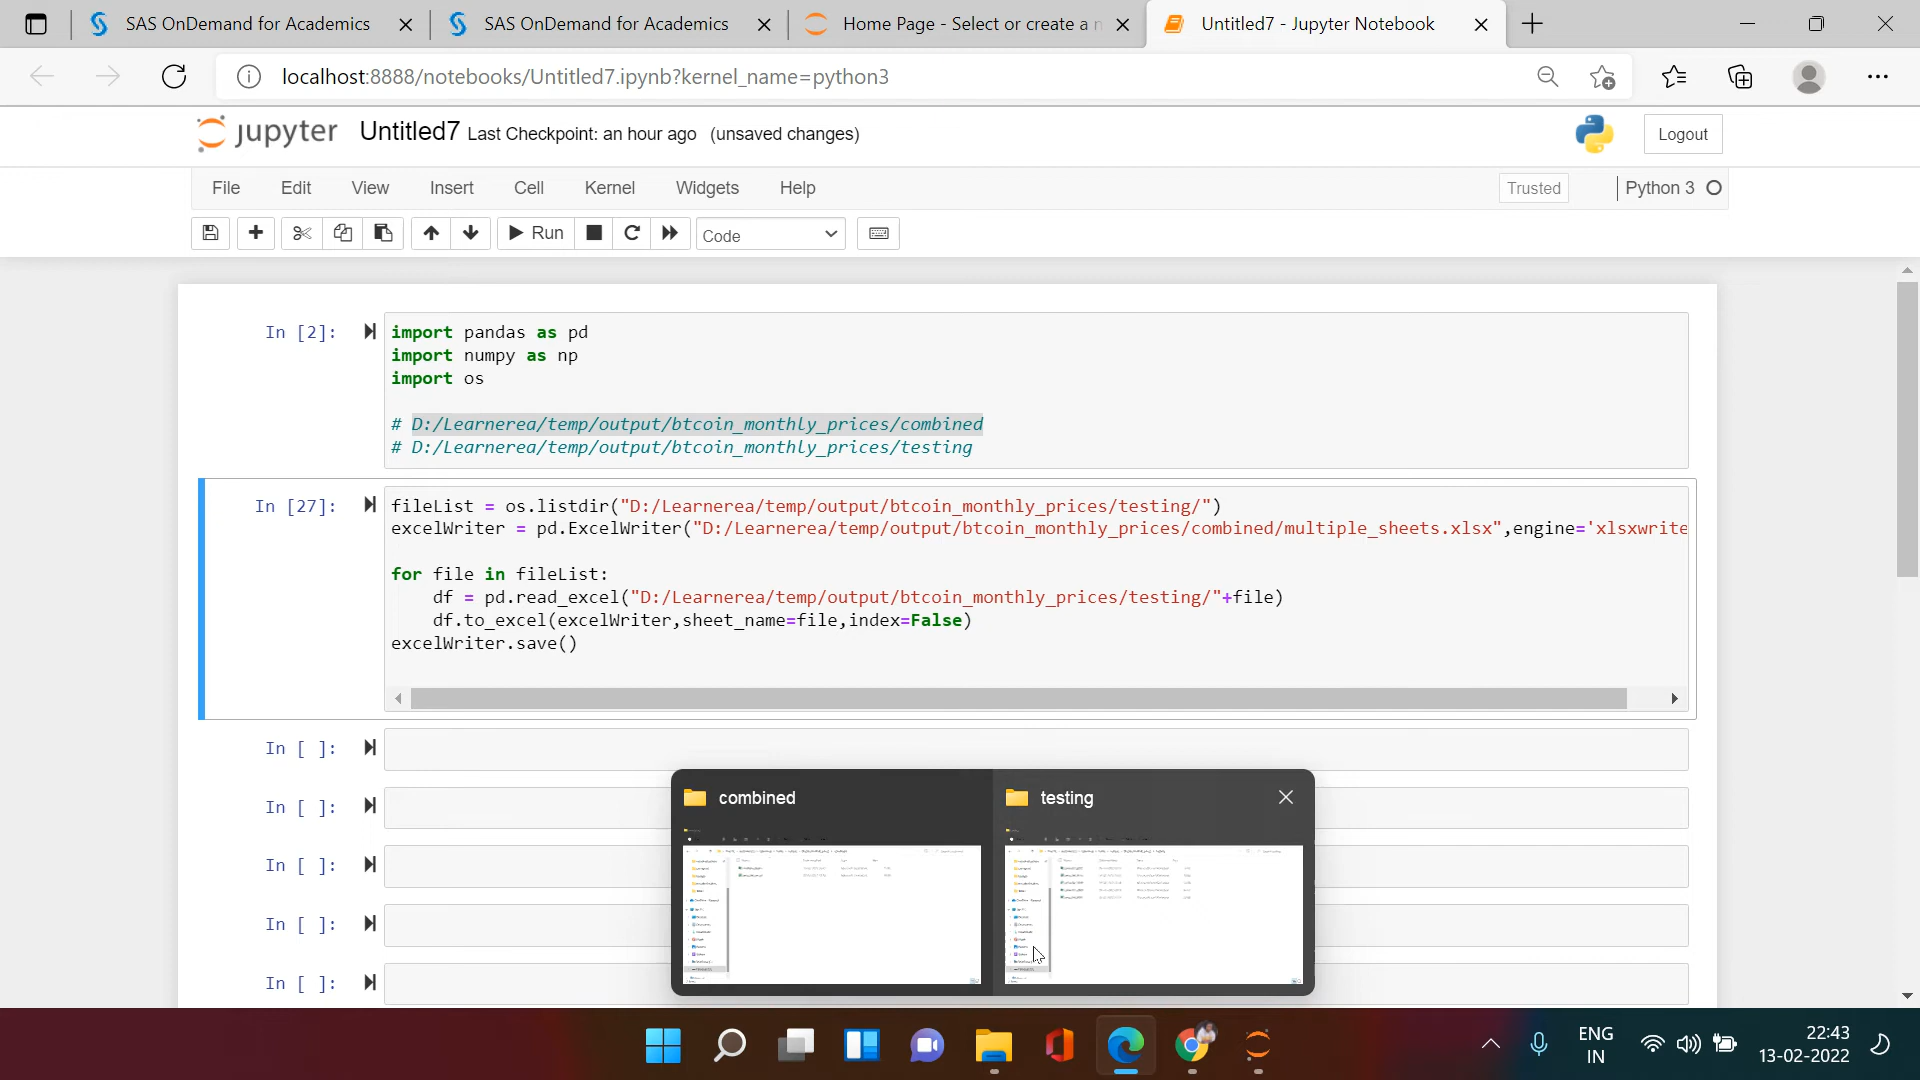 SAS OnDemand for Academics
SAS OnDemand for Academics
Home Page - Select or create a n
Untitled7 - Jupyter Notebook
localhost:8888/notebooks/Untitled7.ipynb?kernel_name=python3
jupyter Untitled7 Last Checkpoint: an hour ago (unsaved changes)
Logout
File Edit View Insert Cell Kernel Widgets Help
Trusted
Python 3
Run
Code
In [2]:
import pandas as pd
import numpy as np
import os
# D:/Learnerea/temp/output/btcoin_monthly_prices/combined
# D:/Learnerea/temp/output/btcoin_monthly_prices/testing
In [27]:
fileList = os.listdir("D:/Learnerea/temp/output/btcoin_monthly_prices/testing/")
excelWriter = pd.ExcelWriter("D:/Learnerea/temp/output/btcoin_monthly_prices/combined/multiple_sheets.xlsx",engine='xlsxwrite
for file in fileList:
    df = pd.read_excel("D:/Learnerea/temp/output/btcoin_monthly_prices/testing/"+file)
    df.to_excel(excelWriter,sheet_name=file,index=False)
excelWriter.save()
In [ ]:
In [ ]:
In [ ]:
In [ ]:
In [ ]:
combined
testing
ENG
IN
22:43
13-02-2022